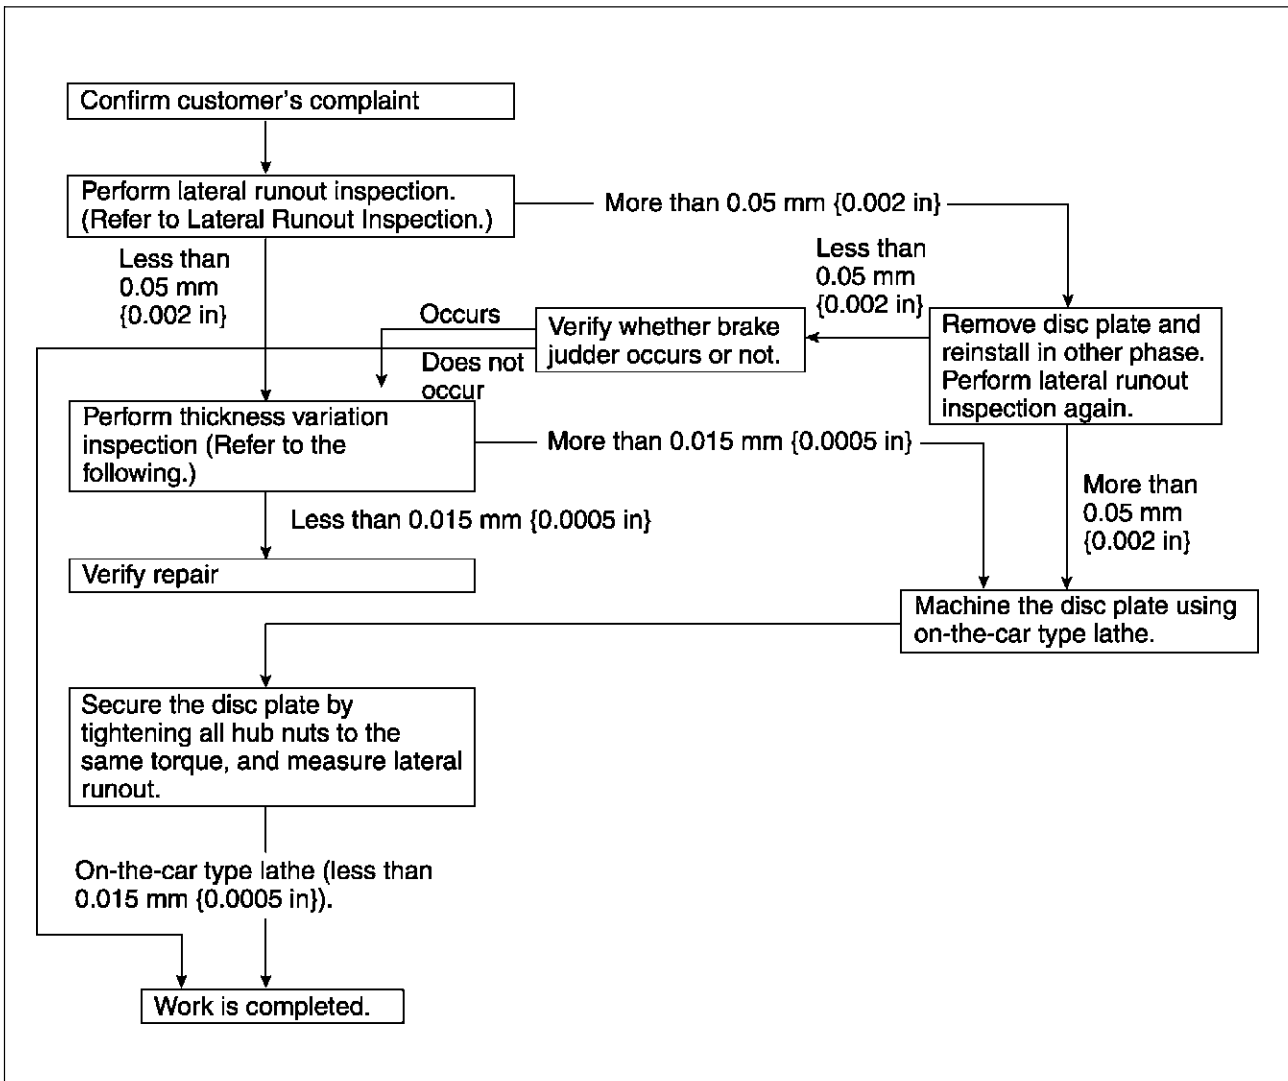 Confirm customer's complaint
Perform lateral runout inspection.
(Refer to Lateral Runout Inspection.)
More than 0.05 mm {0.002 in}
Less than
0.05 mm
{0.002 in}
Less than
0.05 mm
{0.002 in}
Occurs
Does not
occur
Verify whether brake
judder occurs or not.
Remove disc plate and
reinstall in other phase.
Perform lateral runout
inspection again.
Perform thickness variation
inspection (Refer to the
following.)
More than 0.015 mm {0.0005 in}
More than
0.05 mm
{0.002 in}
Less than 0.015 mm {0.0005 in}
Verify repair
Machine the disc plate using
on-the-car type lathe.
Secure the disc plate by
tightening all hub nuts to the
same torque, and measure lateral
runout.
On-the-car type lathe (less than
0.015 mm {0.0005 in}).
Work is completed.